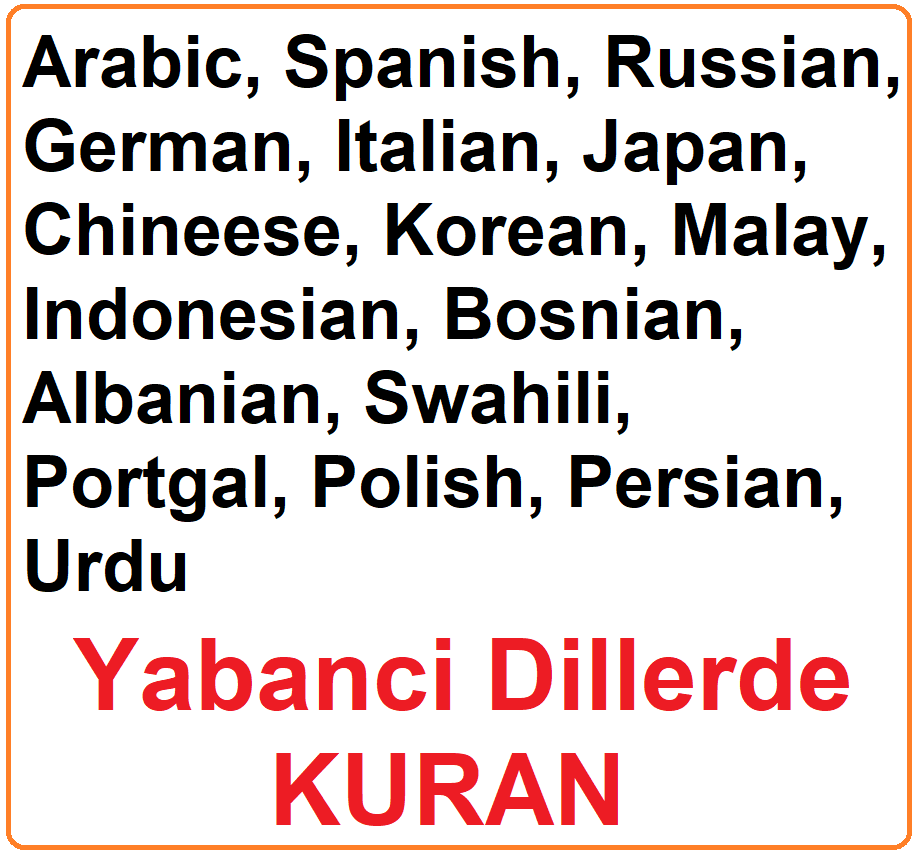 Arabic, Spanish, Russian,
German, Italian, Japan,
Chineese, Korean, Malay,
Indonesian, Bosnian,
Albanian, Swahili,
Portgal, Polish, Persian,
Urdu
Yabanci Dillerde
KURAN